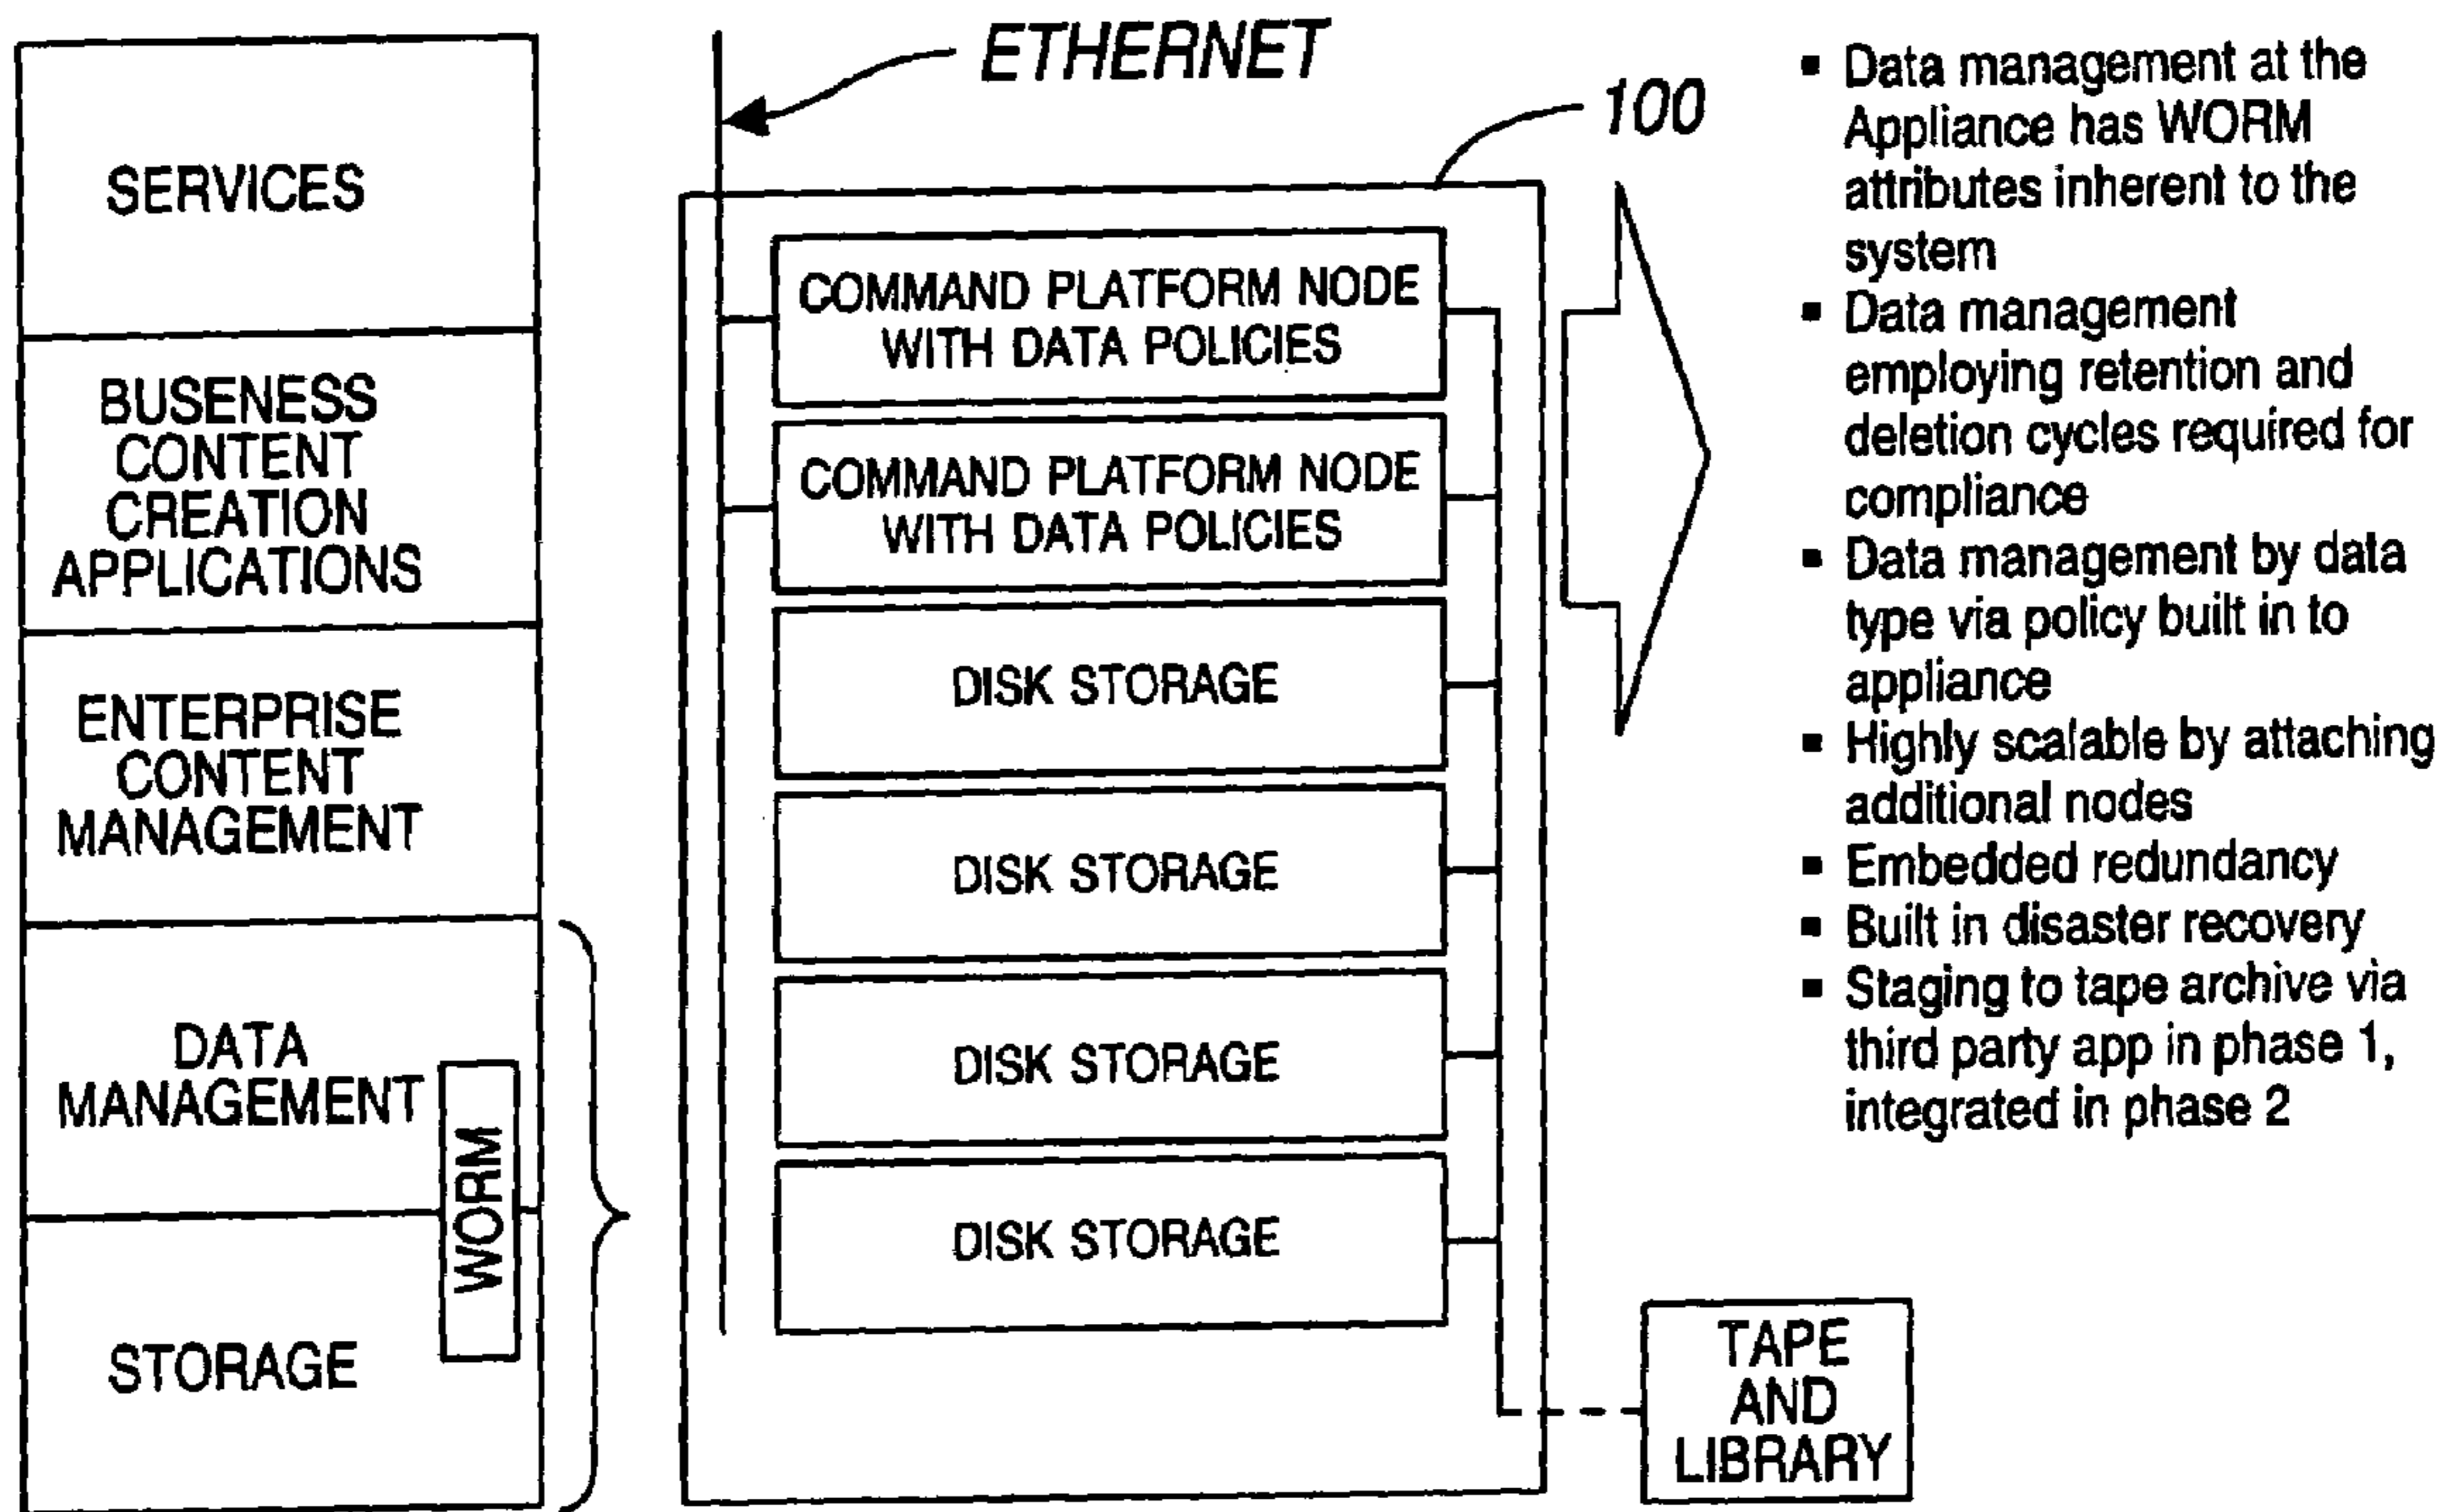 SERVICES
BUSENESS
CONTENT
CREATION
APPLICATIONS
ENTERPRISE
CONTENT
MANAGEMENT
DATA
MANAGEMENT
WORM
STORAGE
ETHERNET
100
COMMAND PLATFORM NODE
WITH DATA POLICIES
COMMAND PLATFORM NODE
WITH DATA POLICIES
DISK STORAGE
DISK STORAGE
DISK STORAGE
DISK STORAGE
TAPE
AND
LIBRARY
▪ Data management at the
Appliance has WORM
attributes inherent to the
system
▪ Data management
employing retention and
deletion cycles required for
compliance
▪ Data management by data
type via policy built in to
appliance
▪ Highly scalable by attaching
additional nodes
▪ Embedded redundancy
▪ Built in disaster recovery
▪ Staging to tape archive via
third party app in phase 1,
integrated in phase 2